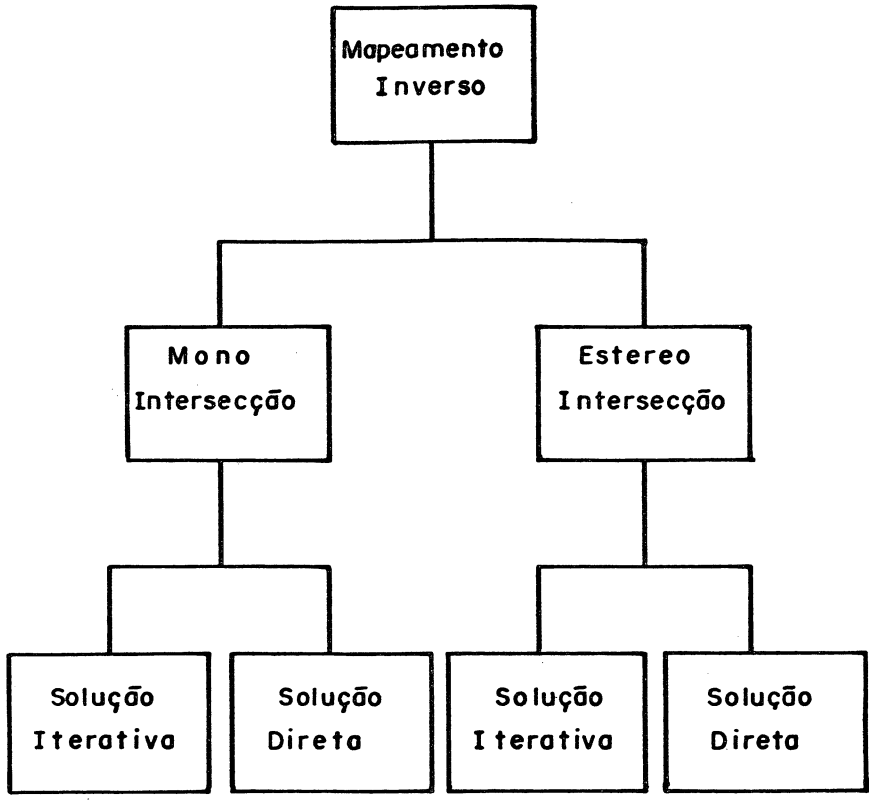 Mapeamento
Inverso
Mono
Intersecção
Estereo
Intersecção
Solução
Iterativa
Solução
Direta
Solução
Iterativa
Solução
Direta